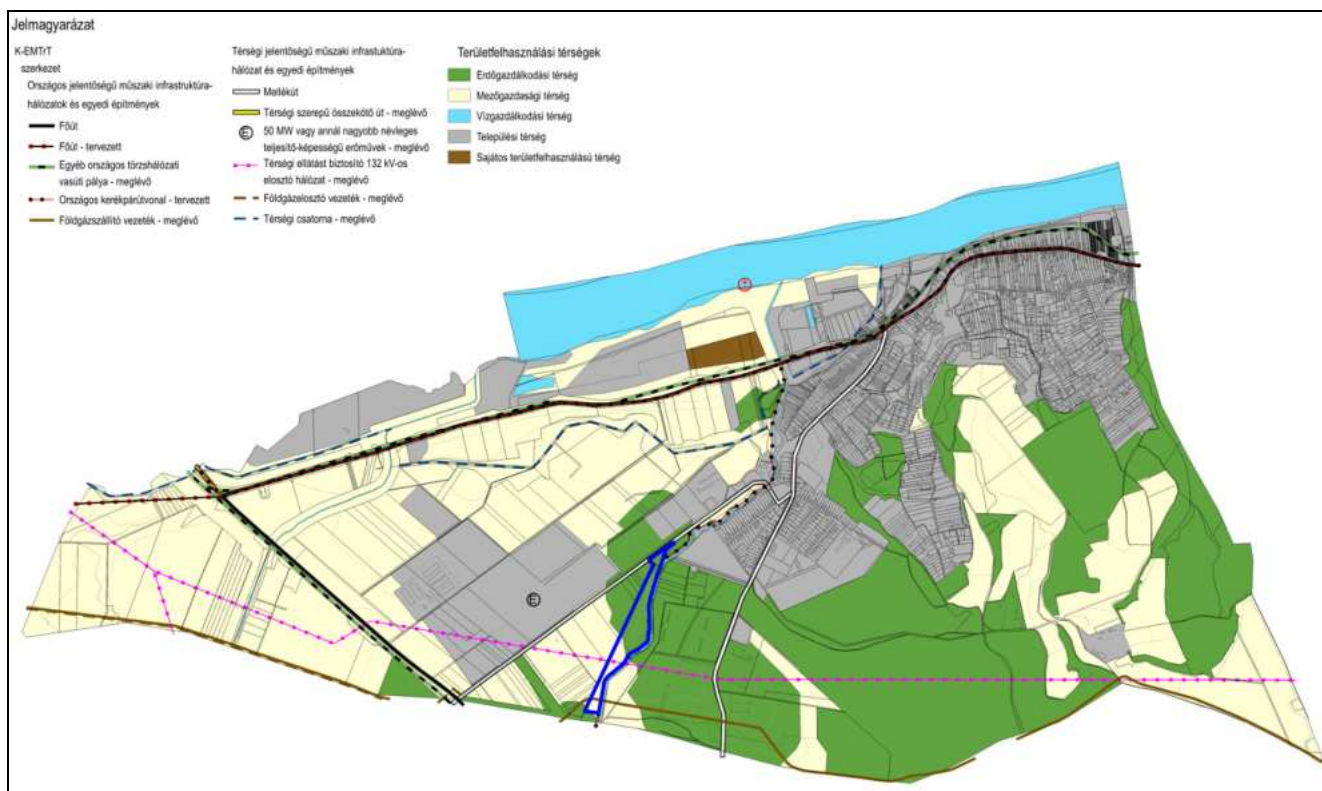 Jelmagyarázat
K-EMTrT
szerkezet
Országos jelentőségű műszaki infrastruktúra-
hálózatok és egyedi építmények
Főút
Főút - tervezett
Egyéb országos törzshálózati
vasúti pálya - meglévő
Országos kerékpárútvonal - tervezett
Földgázszállító vezeték - meglévő
Térségi jelentőségű műszaki infrastuktúra-
hálózat és egyedi építmények
Mellékút
Térségi szerepű összekötő út - meglévő
E 50 MW vagy annál nagyobb névleges
teljesítő-képességű erőművek - meglévő
Térségi ellátást biztosító 132 kV-os
elosztó hálózat - meglévő
Földgázelosztó vezeték - meglévő
Térségi csatorna - meglévő
Területfelhasználási térségek
Erdőgazdálkodási térség
Mezőgazdasági térség
Vízgazdálkodási térség
Települési térség
Sajátos területfelhasználású térség
E